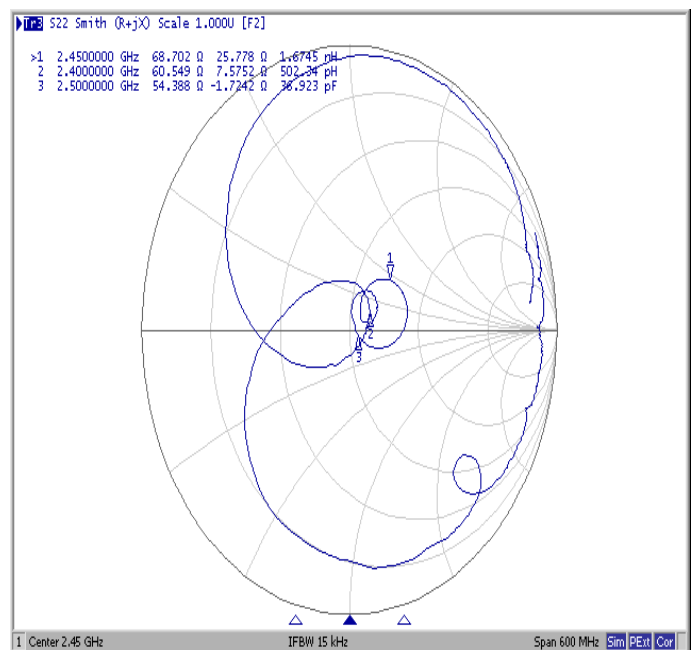 Tr3 S22 Smith (R+jX) Scale 1.000U [F2]
>1 2.4500000 GHz 68.702 Ω 25.778 Ω 1.6745 nH
2 2.4000000 GHz 60.549 Ω 7.5752 Ω 502.34 pH
3 2.5000000 GHz 54.388 Ω -1.7242 Ω 36.923 pF
1
2
3
1 Center 2.45 GHz IFBW 15 kHz Span 600 MHz Sim PExt Cor